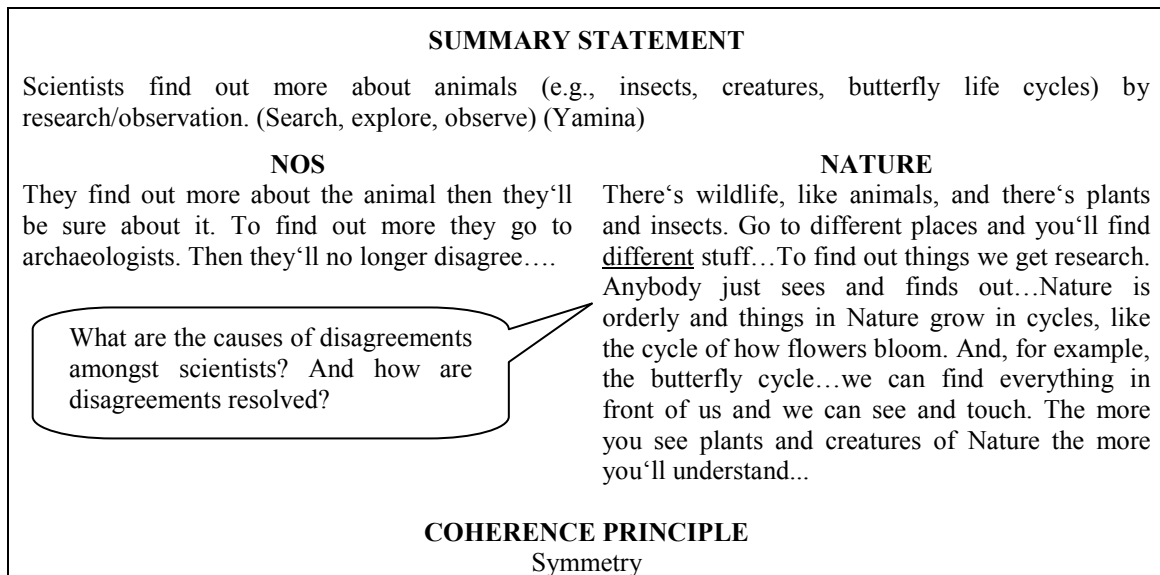 SUMMARY STATEMENT
Scientists find out more about animals (e.g., insects, creatures, butterfly life cycles) by
research/observation. (Search, explore, observe) (Yamina)
NOS
They find out more about the animal then they‘ll
be sure about it. To find out more they go to
archaeologists. Then they‘ll no longer disagree….
What are the causes of disagreements
amongst scientists? And how are
disagreements resolved?
NATURE
There‘s wildlife, like animals, and there‘s plants
and insects. Go to different places and you‘ll find
different stuff…To find out things we get research.
Anybody just sees and finds out…Nature is
orderly and things in Nature grow in cycles, like
the cycle of how flowers bloom. And, for example,
the butterfly cycle…we can find everything in
front of us and we can see and touch. The more
you see plants and creatures of Nature the more
you‘ll understand...
COHERENCE PRINCIPLE
Symmetry